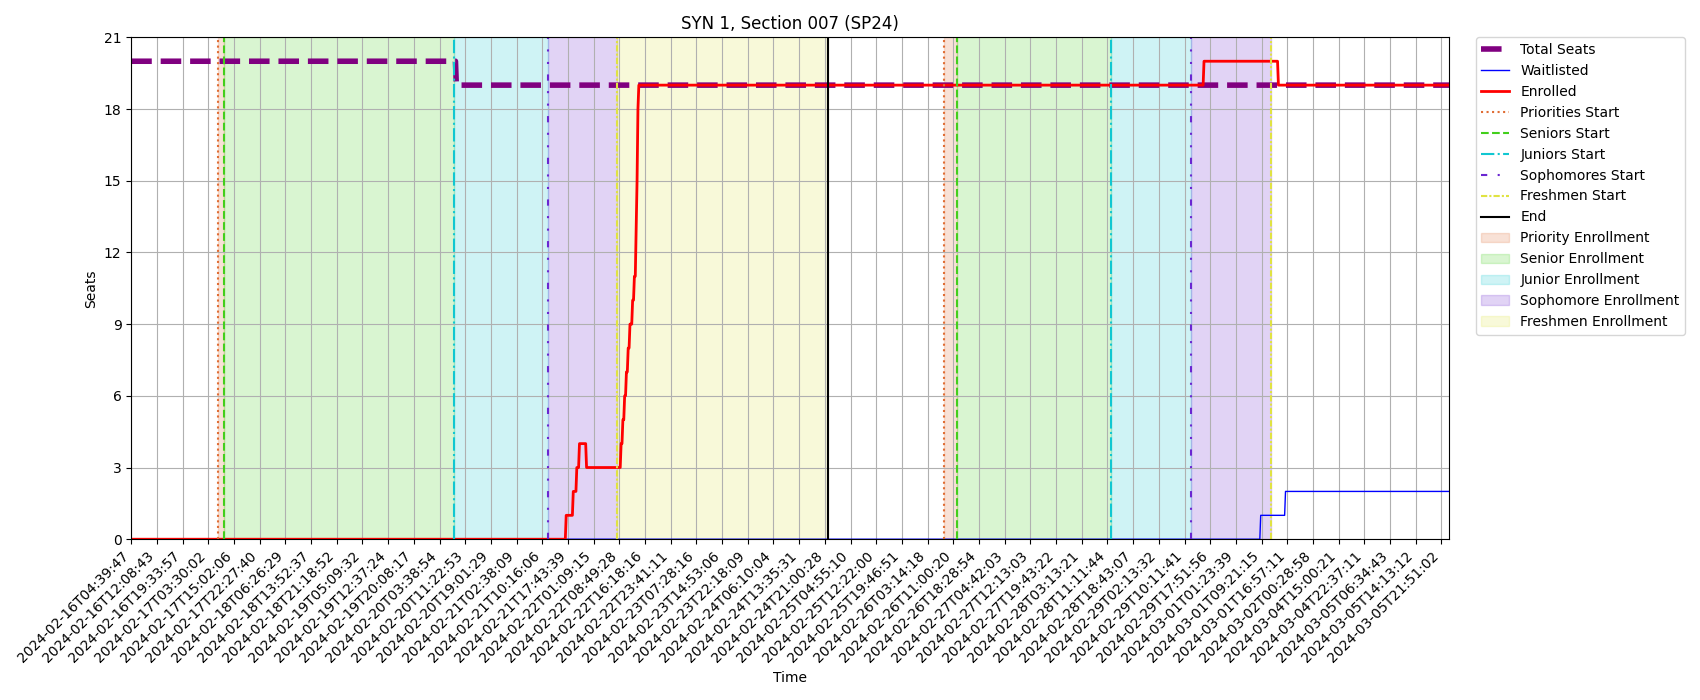 SYN 1, Section 007 (SP24)
21
18
15
12
9
6
3
0
Seats
2024-02-16T04:39:47
2024-02-16T12:08:43
2024-02-16T19:33:57
2024-02-17T03:30:02
2024-02-17T15:02:06
2024-02-17T22:27:40
2024-02-18T06:26:29
2024-02-18T13:52:37
2024-02-18T21:18:52
2024-02-19T05:09:32
2024-02-19T12:37:24
2024-02-19T20:08:17
2024-02-20T03:38:54
2024-02-20T11:22:53
2024-02-20T19:01:29
2024-02-21T02:38:09
2024-02-21T10:16:06
2024-02-21T17:43:39
2024-02-22T01:09:15
2024-02-22T08:49:28
2024-02-22T16:18:16
2024-02-22T23:41:11
2024-02-23T07:28:16
2024-02-23T14:53:06
2024-02-23T22:18:09
2024-02-24T06:10:04
2024-02-24T13:35:31
2024-02-24T21:00:28
2024-02-25T04:55:10
2024-02-25T12:22:00
2024-02-25T19:46:51
2024-02-26T03:14:18
2024-02-26T11:00:20
2024-02-26T18:28:54
2024-02-27T04:42:03
2024-02-27T12:13:03
2024-02-27T19:43:22
2024-02-28T03:13:21
2024-02-28T11:11:44
2024-02-28T18:43:07
2024-02-29T02:13:32
2024-02-29T10:11:41
2024-02-29T17:51:56
2024-03-01T01:23:39
2024-03-01T09:21:15
2024-03-01T16:57:11
2024-03-02T00:28:58
2024-03-04T15:00:21
2024-03-04T22:37:11
2024-03-05T06:34:43
2024-03-05T14:13:12
2024-03-05T21:51:02
Time
Total Seats
Waitlisted
Enrolled
Priorities Start
Seniors Start
Juniors Start
Sophomores Start
Freshmen Start
End
Priority Enrollment
Senior Enrollment
Junior Enrollment
Sophomore Enrollment
Freshmen Enrollment